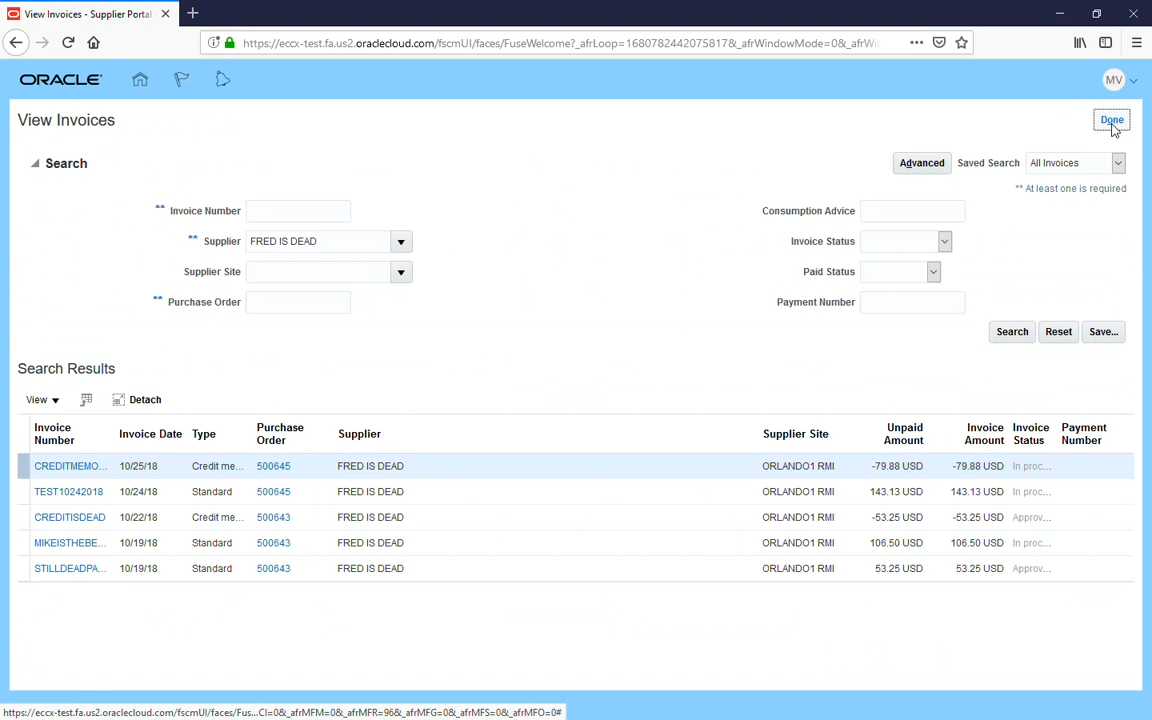 View Invoices - Supplier Portal
https://eccx-test.fa.us2.oraclecloud.com/fscmUI/faces/FuseWelcome?_afrLoop=1680782442075817&_afrWindowMode=0&_afrWi
ORACLE
MV
View Invoices
Done
Search
Advanced Saved Search All Invoices
** At least one is required
** Invoice Number
Consumption Advice
** Supplier FRED IS DEAD
Invoice Status
Supplier Site
Paid Status
** Purchase Order
Payment Number
Search Reset Save...
Search Results
View Detach
Invoice Number Invoice Date Type Purchase Order Supplier Supplier Site Unpaid Amount Invoice Amount Invoice Status Payment Number
CREDITMEMO... 10/25/18 Credit me... 500645 FRED IS DEAD ORLANDO1 RMI -79.88 USD -79.88 USD In proc...
TEST10242018 10/24/18 Standard 500645 FRED IS DEAD ORLANDO1 RMI 143.13 USD 143.13 USD In proc...
CREDITISDEAD 10/22/18 Credit me... 500643 FRED IS DEAD ORLANDO1 RMI -53.25 USD -53.25 USD Approv...
MIKEISTHEBE... 10/19/18 Standard 500643 FRED IS DEAD ORLANDO1 RMI 106.50 USD 106.50 USD In proc...
STILLDEADPA... 10/19/18 Standard 500643 FRED IS DEAD ORLANDO1 RMI 53.25 USD 53.25 USD Approv...
https://eccx-test.fa.us2.oraclecloud.com/fscmUI/faces/Fus...CI=0&_afrMFM=0&_afrMFR=96&_afrMFG=0&_afrMFS=0&_afrMFO=0#